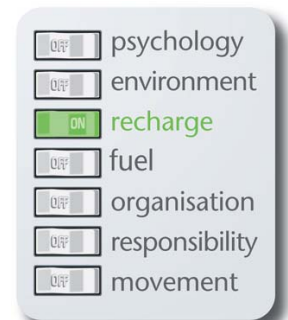 OFF psychology
OFF environment
ON recharge
OFF fuel
OFF organisation
OFF responsibility
OFF movement